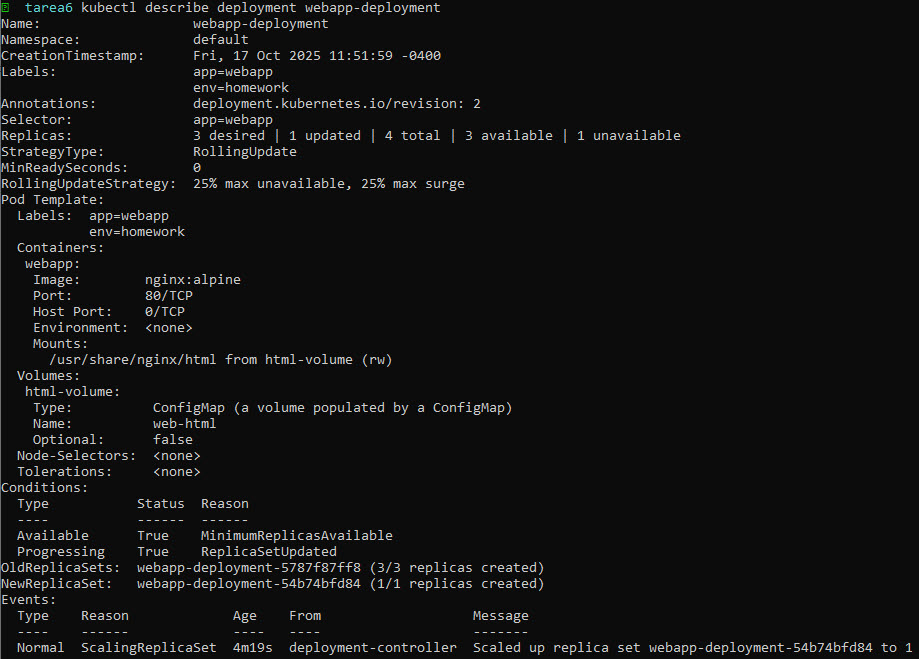 tarea6 kubectl describe deployment webapp-deployment
Name:                   webapp-deployment
Namespace:              default
CreationTimestamp:      Fri, 17 Oct 2025 11:51:59 -0400
Labels:                 app=webapp
                        env=homework
Annotations:            deployment.kubernetes.io/revision: 2
Selector:               app=webapp
Replicas:               3 desired | 1 updated | 4 total | 3 available | 1 unavailable
StrategyType:           RollingUpdate
MinReadySeconds:        0
RollingUpdateStrategy:  25% max unavailable, 25% max surge
Pod Template:
  Labels:  app=webapp
           env=homework
  Containers:
   webapp:
    Image:        nginx:alpine
    Port:         80/TCP
    Host Port:    0/TCP
    Environment:  <none>
    Mounts:
      /usr/share/nginx/html from html-volume (rw)
  Volumes:
   html-volume:
    Type:          ConfigMap (a volume populated by a ConfigMap)
    Name:          web-html
    Optional:      false
  Node-Selectors:  <none>
  Tolerations:     <none>
Conditions:
  Type           Status  Reason
  ----           ------  ------
  Available      True    MinimumReplicasAvailable
  Progressing    True    ReplicaSetUpdated
OldReplicaSets:  webapp-deployment-5787f87ff8 (3/3 replicas created)
NewReplicaSet:   webapp-deployment-54b74bfd84 (1/1 replicas created)
Events:
  Type    Reason             Age    From                   Message
  ----    ------             ----   ----                   -------
  Normal  ScalingReplicaSet  4m19s  deployment-controller  Scaled up replica set webapp-deployment-54b74bfd84 to 1